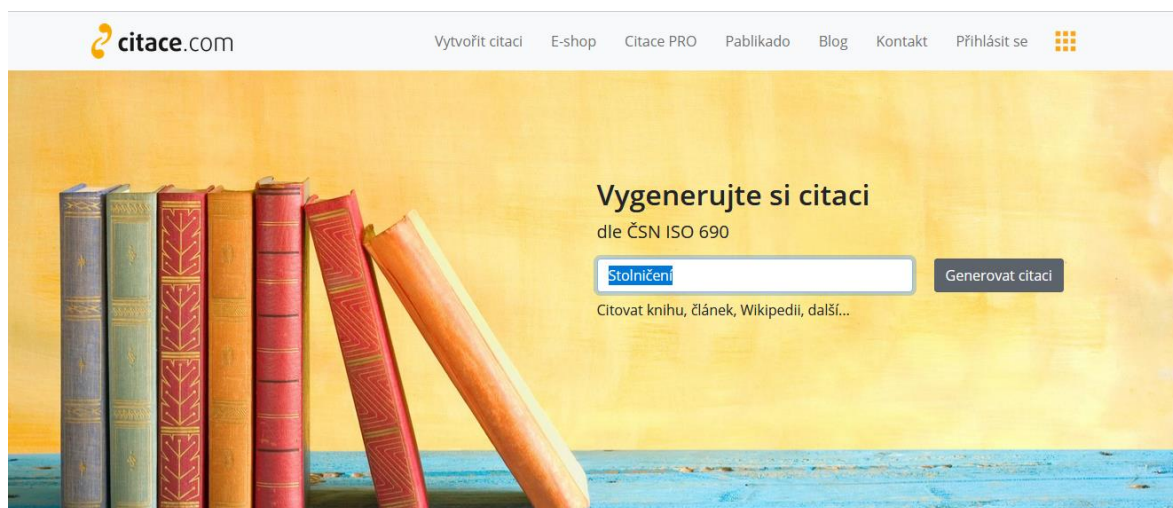 citace.com
Vytvořit citaci E-shop Citace PRO Pablikado Blog Kontakt Přihlásit se
Vygenerujte si citaci
dle ČSN ISO 690
Stolničení
Generovat citaci
Citovat knihu, článek, Wikipedii, další...